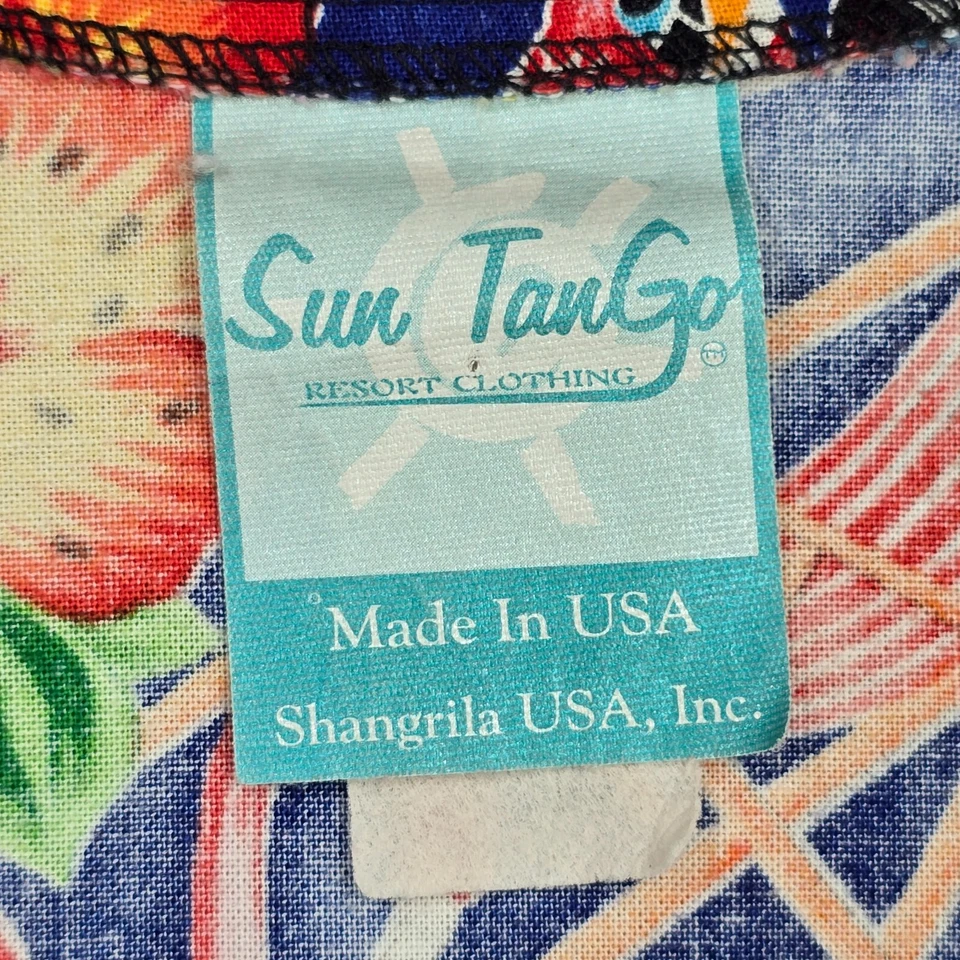 Sun TanGo
RESORT CLOTHING
Made In USA
Shangrila USA, Inc.